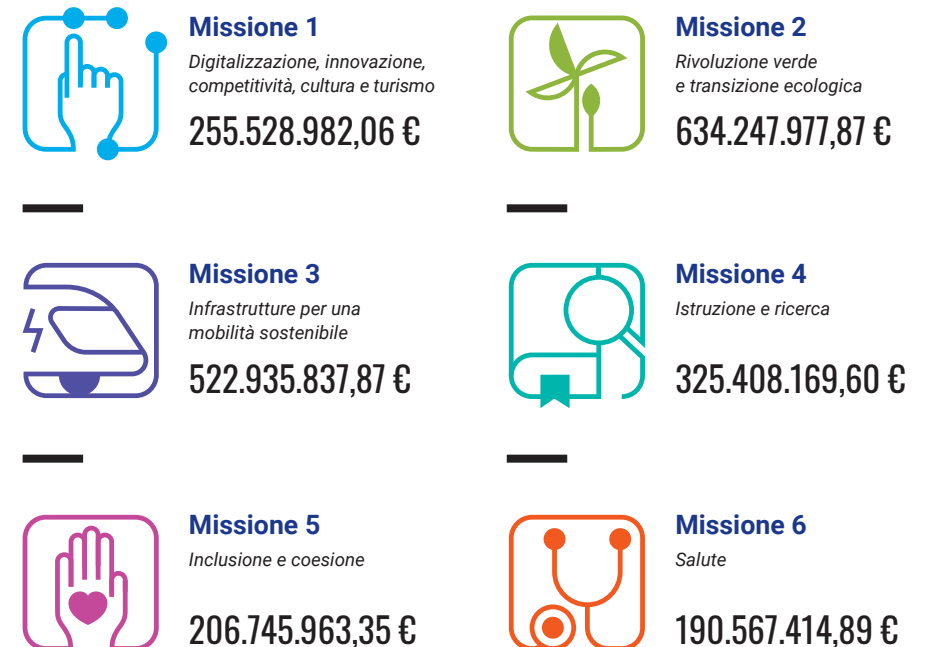 Missione 1
Digitalizzazione, innovazione,
competitività, cultura e turismo
255.528.982,06 €
Missione 2
Rivoluzione verde
e transizione ecologica
634.247.977,87 €
Missione 3
Infrastrutture per una
mobilità sostenibile
522.935.837,87 €
Missione 4
Istruzione e ricerca
325.408.169,60 €
Missione 5
Inclusione e coesione
206.745.963,35 €
Missione 6
Salute
190.567.414,89 €